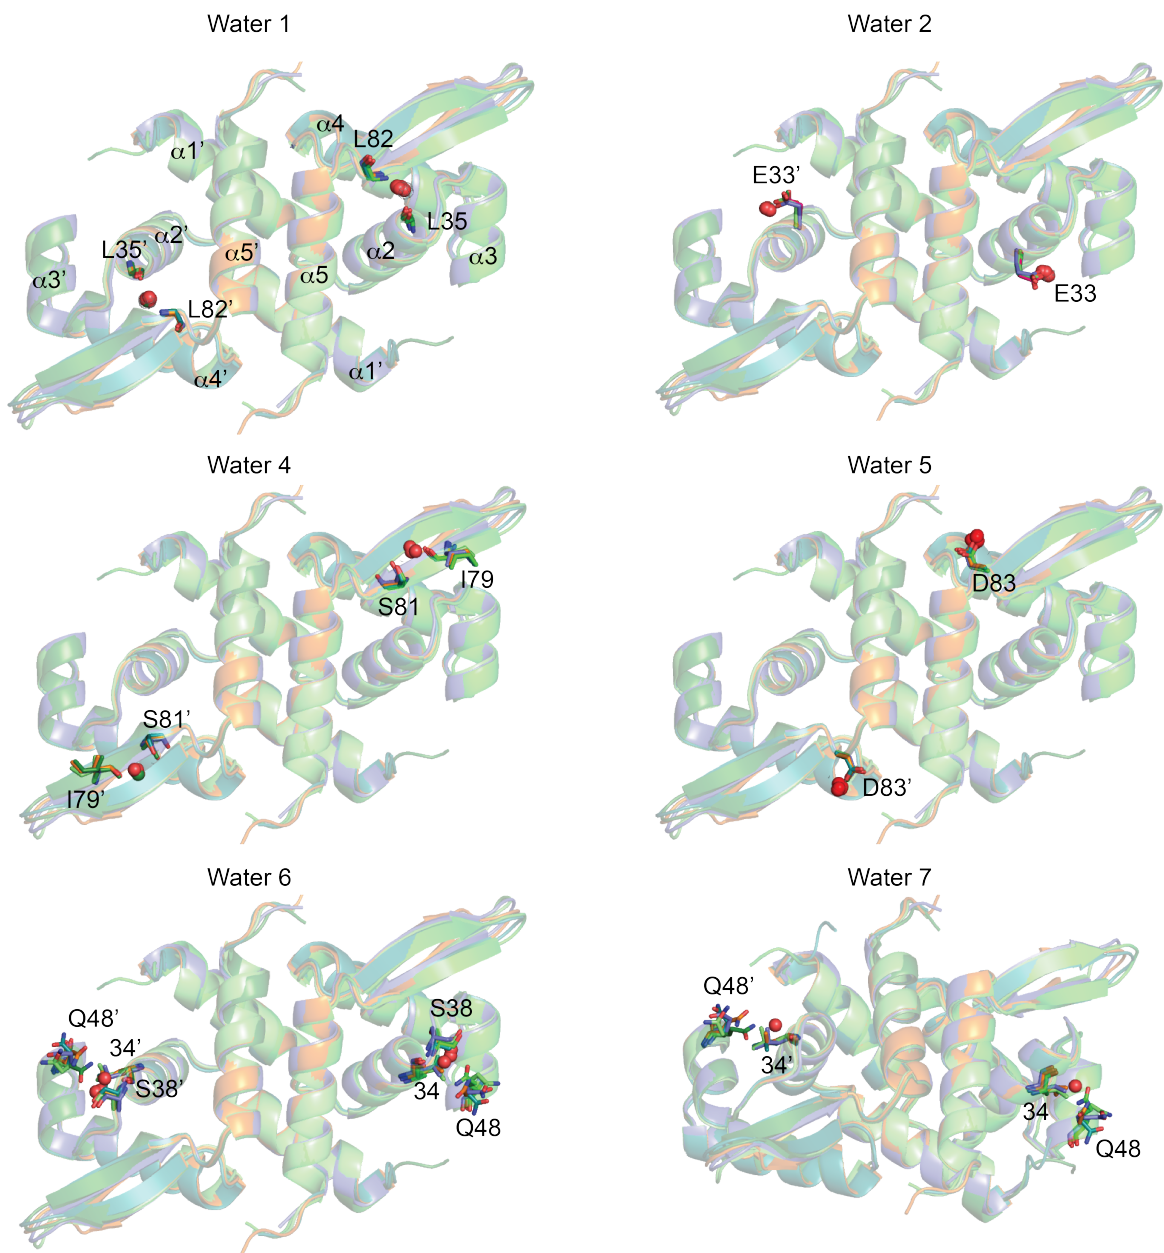 Water 1
Water 2
α4
L82
α1’
E33’
L35
α2’
L35’
α5’
α2
α3
α5
α3’
E33
L82’
α1’
α4’
Water 4
Water 5
I79
D83
S81
S81’
I79’
D83’
Water 6
Water 7
Q48’
S38
Q48’
34’
34’
S38’
34
34
Q48
Q48